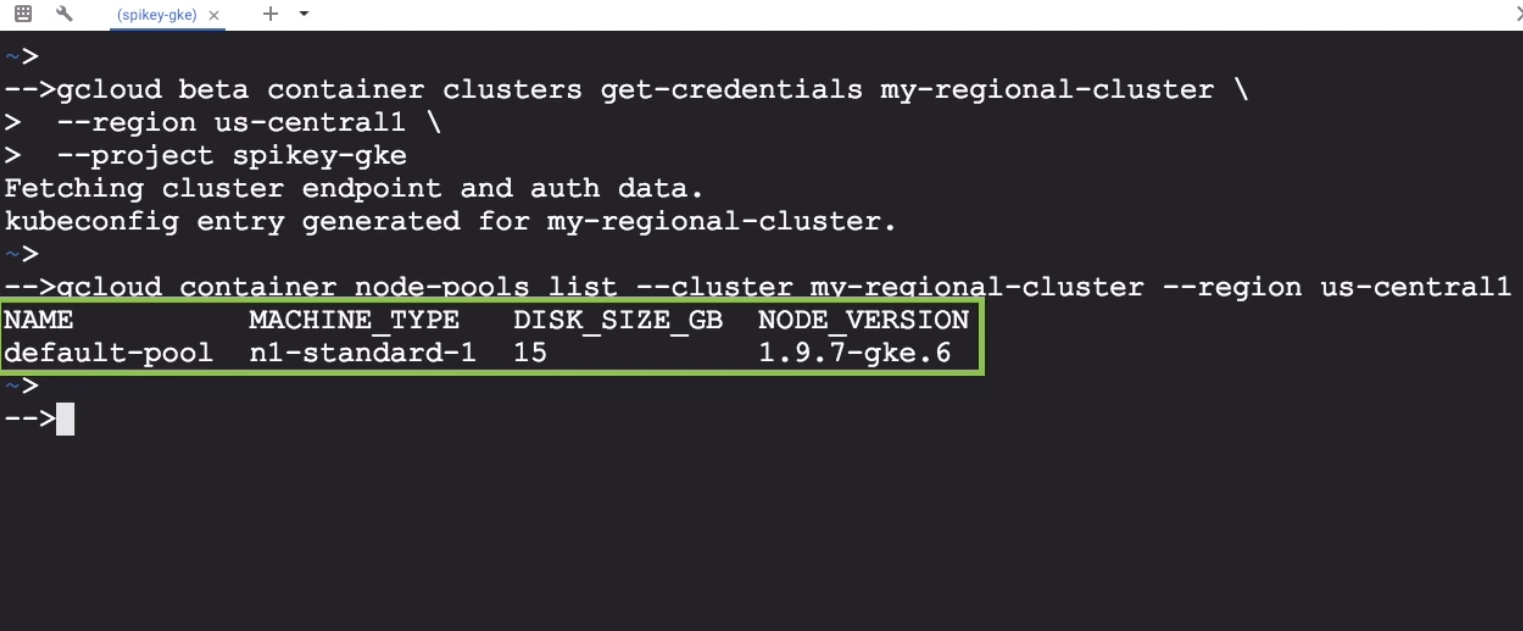 (spikey-gke) × + ▾
~>
-->gcloud beta container clusters get-credentials my-regional-cluster \
>  --region us-central1 \
>  --project spikey-gke
Fetching cluster endpoint and auth data.
kubeconfig entry generated for my-regional-cluster.
~>
-->gcloud container node-pools list --cluster my-regional-cluster --region us-central1
NAME          MACHINE_TYPE   DISK_SIZE_GB  NODE_VERSION
default-pool  n1-standard-1  15            1.9.7-gke.6
~>
-->